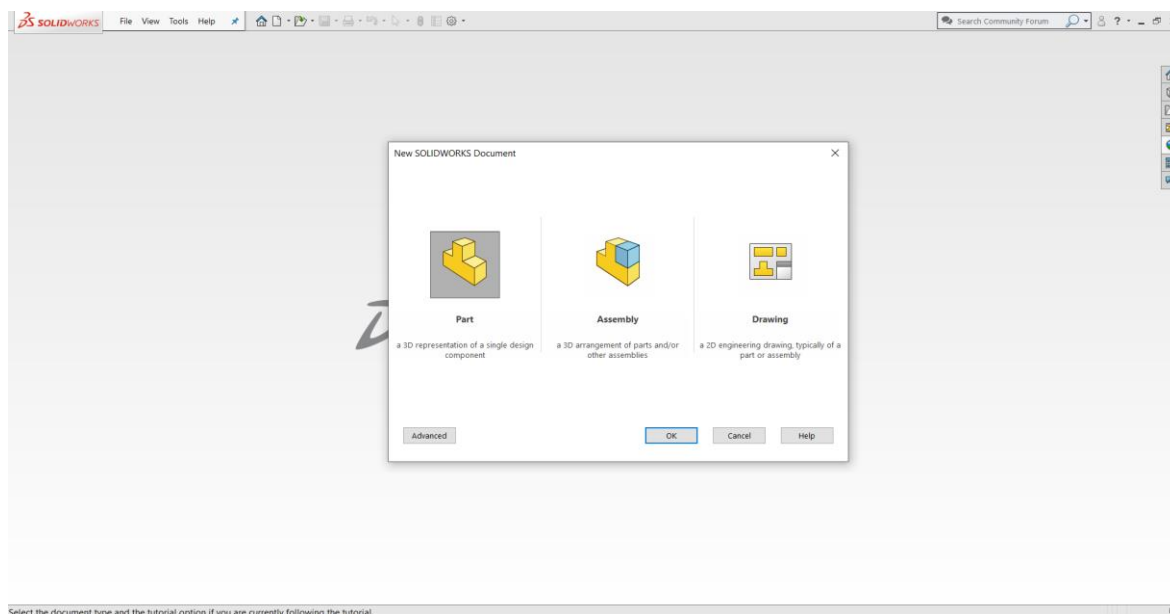 SOLIDWORKS File View Tools Help
Search Community Forum
New SOLIDWORKS Document
Part
a 3D representation of a single design
component
Assembly
a 3D arrangement of parts and/or
other assemblies
Drawing
a 2D engineering drawing, typically of a
part or assembly
Advanced
OK
Cancel
Help
Select the document type and the tutorial option if you are currently following the tutorial.